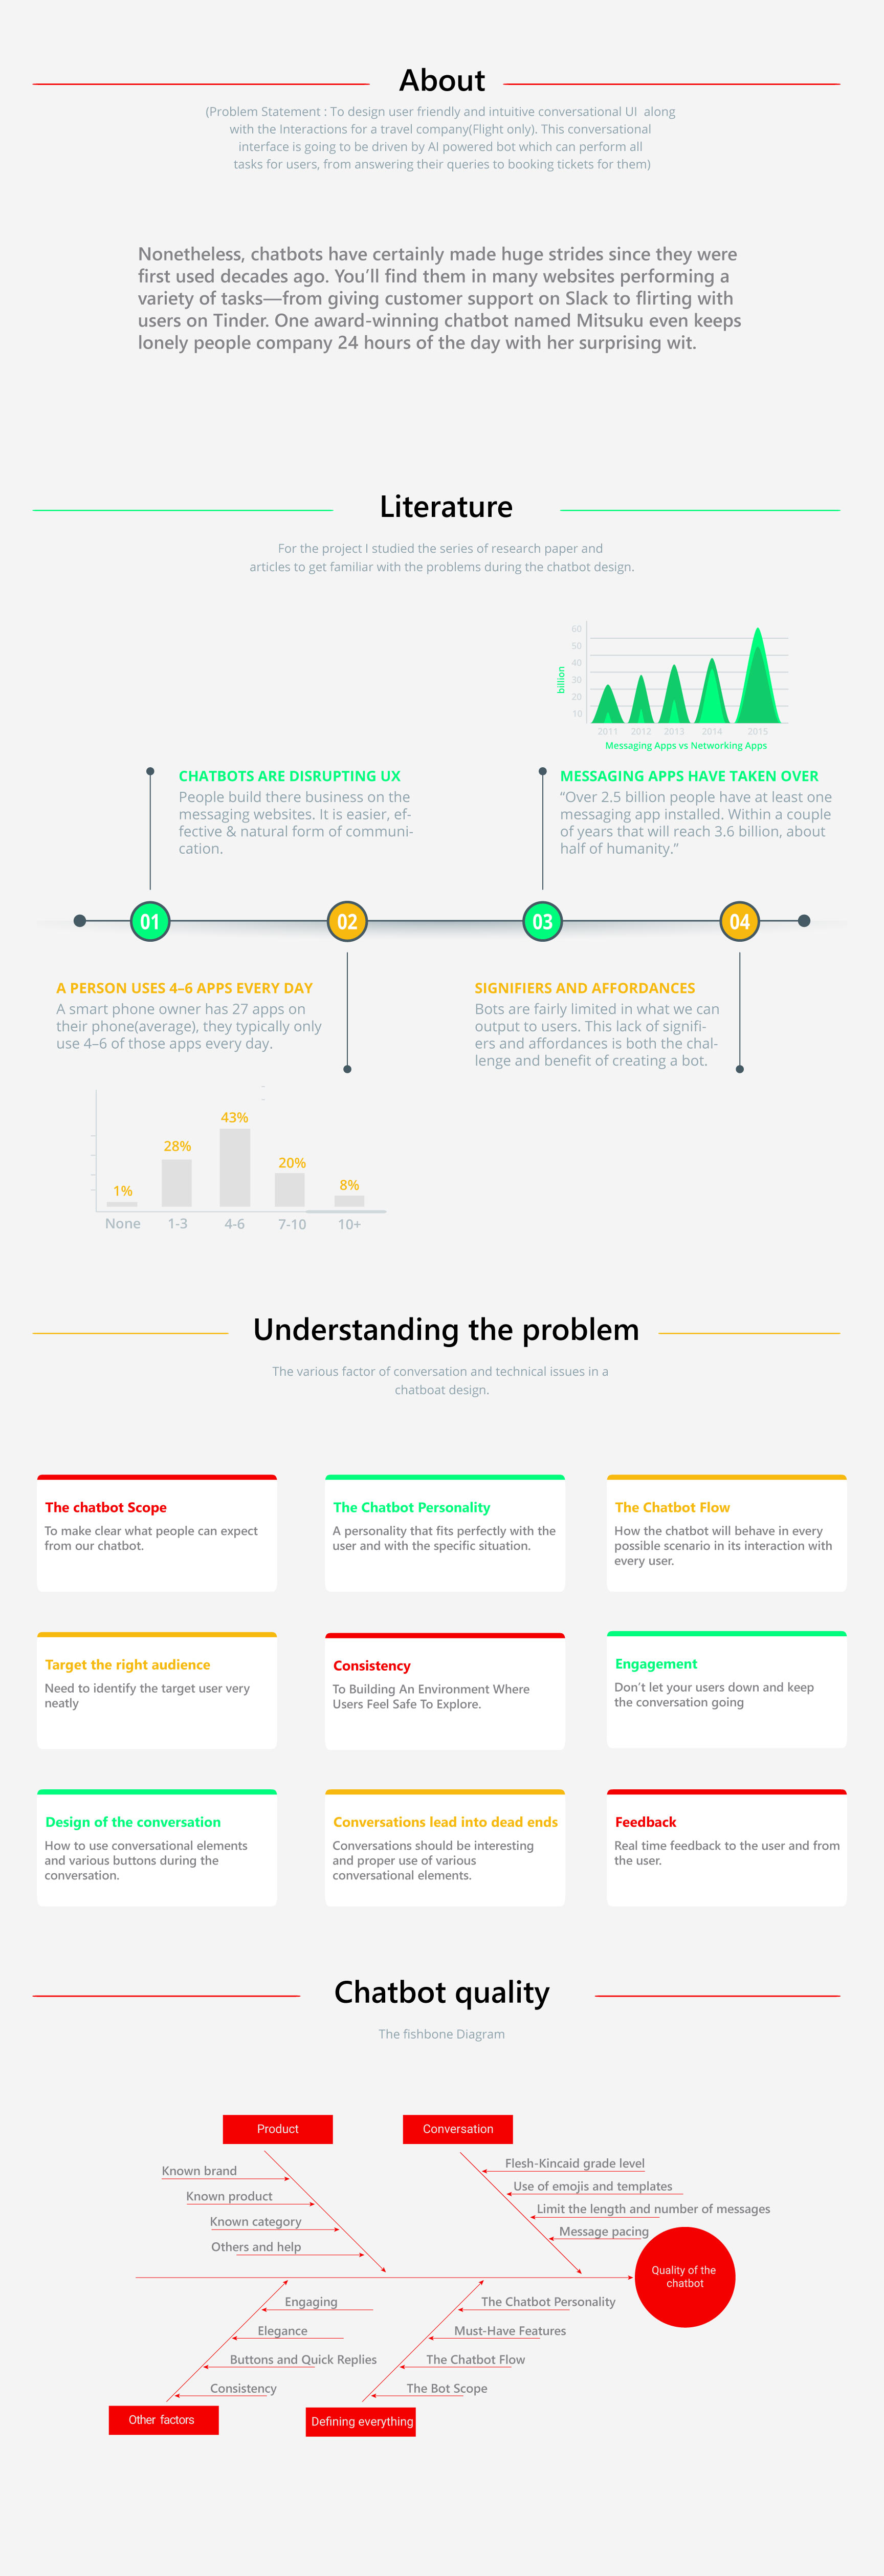 About
(Problem Statement : To design user friendly and intuitive conversational UI along
with the Interactions for a travel company(Flight only). This conversational
interface is going to be driven by AI powered bot which can perform all
tasks for users, from answering their queries to booking tickets for them)
Nonetheless, chatbots have certainly made huge strides since they were
first used decades ago. You’ll find them in many websites performing a
variety of tasks—from giving customer support on Slack to flirting with
users on Tinder. One award-winning chatbot named Mitsuku even keeps
lonely people company 24 hours of the day with her surprising wit.
Literature
For the project I studied the series of research paper and
articles to get familiar with the problems during the chatbot design.
60
50
40
30
20
10
billion
2011 2012 2013 2014 2015
Messaging Apps vs Networking Apps
CHATBOTS ARE DISRUPTING UX
People build there business on the
messaging websites. It is easier, ef-
fective & natural form of communi-
cation.
MESSAGING APPS HAVE TAKEN OVER
“Over 2.5 billion people have at least one
messaging app installed. Within a couple
of years that will reach 3.6 billion, about
half of humanity.”
01 02 03 04
A PERSON USES 4–6 APPS EVERY DAY
A smart phone owner has 27 apps on
their phone(average), they typically only
use 4–6 of those apps every day.
SIGNIFIERS AND AFFORDANCES
Bots are fairly limited in what we can
output to users. This lack of signifi-
ers and affordances is both the chal-
lenge and benefit of creating a bot.
1% 28% 43% 20% 8%
None 1-3 4-6 7-10 10+
Understanding the problem
The various factor of conversation and technical issues in a
chatboat design.
The chatbot Scope
To make clear what people can expect
from our chatbot.
The Chatbot Personality
A personality that fits perfectly with the
user and with the specific situation.
The Chatbot Flow
How the chatbot will behave in every
possible scenario in its interaction with
every user.
Target the right audience
Need to identify the target user very
neatly
Consistency
To Building An Environment Where
Users Feel Safe To Explore.
Engagement
Don’t let your users down and keep
the conversation going
Design of the conversation
How to use conversational elements
and various buttons during the
conversation.
Conversations lead into dead ends
Conversations should be interesting
and proper use of various
conversational elements.
Feedback
Real time feedback to the user and from
the user.
Chatbot quality
The fishbone Diagram
Product
Known brand
Known product
Known category
Others and help
Conversation
Flesh-Kincaid grade level
Use of emojis and templates
Limit the length and number of messages
Message pacing
Quality of the
chatbot
Engaging
Elegance
Buttons and Quick Replies
Consistency
Other factors
The Chatbot Personality
Must-Have Features
The Chatbot Flow
The Bot Scope
Defining everything